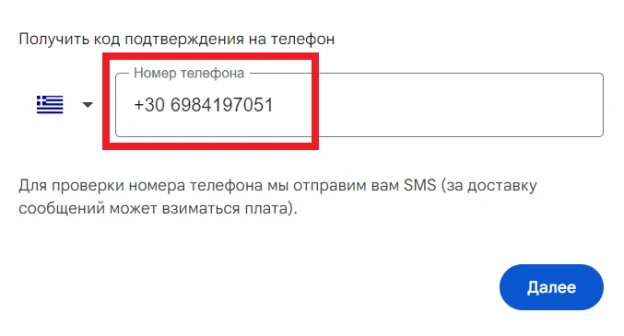 Получить код подтверждения на телефон
Номер телефона
+30 6984197051
Для проверки номера телефона мы отправим вам SMS (за доставку
сообщений может взиматься плата).
Далее